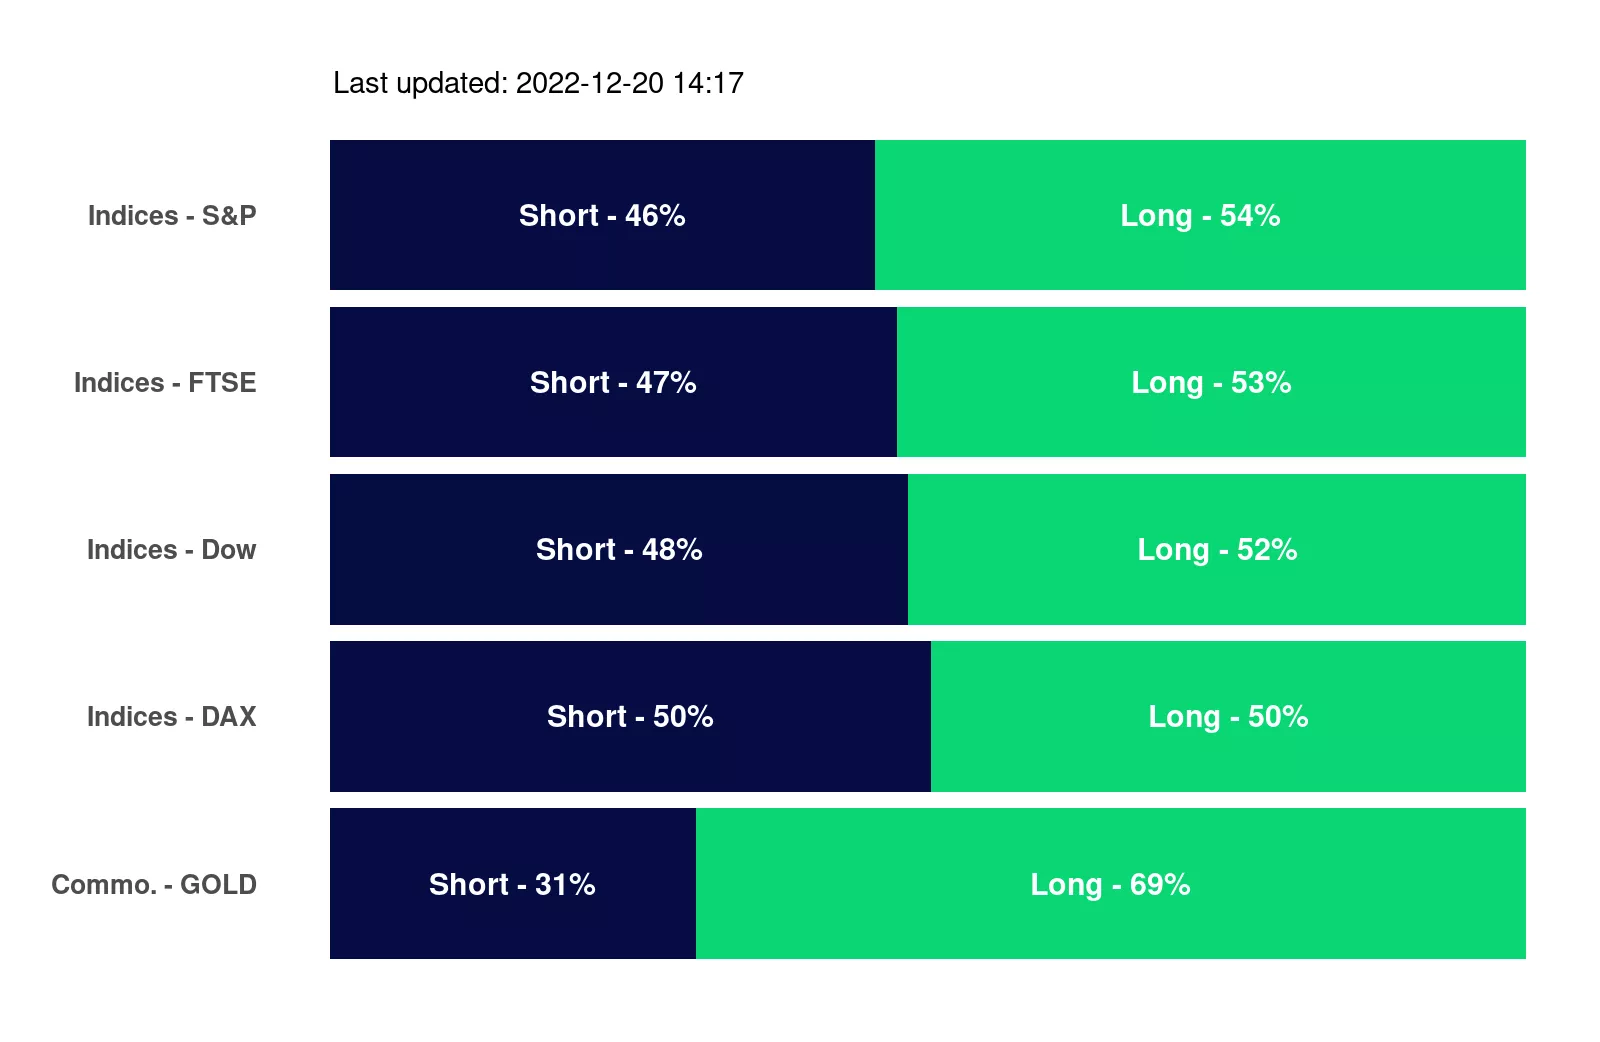 Last updated: 2022-12-20 14:17
Indices - S&P Short - 46% Long - 54%
Indices - FTSE Short - 47% Long - 53%
Indices - Dow Short - 48% Long - 52%
Indices - DAX Short - 50% Long - 50%
Commo. - GOLD Short - 31% Long - 69%